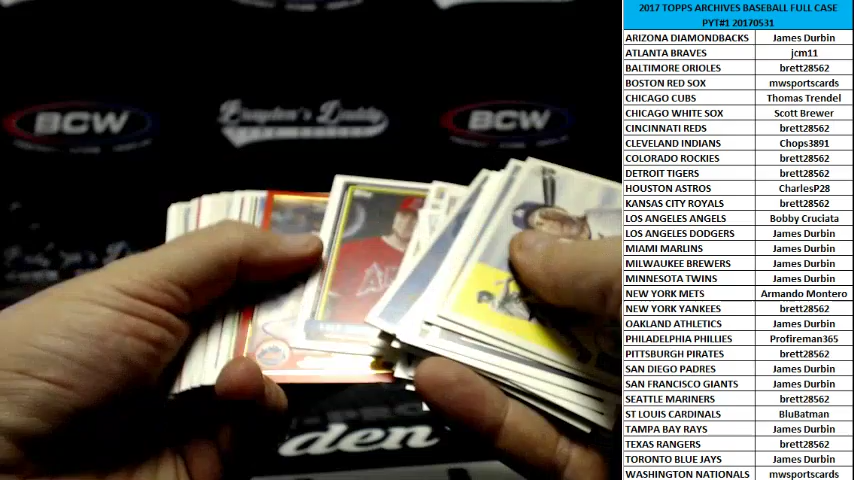 2017 TOPPS ARCHIVES BASEBALL FULL CASE
PYT#1 20170531
ARIZONA DIAMONDBACKS James Durbin
ATLANTA BRAVES jcm11
BALTIMORE ORIOLES brett28562
BOSTON RED SOX mwsportscards
CHICAGO CUBS Thomas Trendel
CHICAGO WHITE SOX Scott Brewer
CINCINNATI REDS brett28562
CLEVELAND INDIANS Chops3891
COLORADO ROCKIES brett28562
DETROIT TIGERS brett28562
HOUSTON ASTROS CharlesP28
KANSAS CITY ROYALS brett28562
LOS ANGELES ANGELS Bobby Cruciata
LOS ANGELES DODGERS James Durbin
MIAMI MARLINS James Durbin
MILWAUKEE BREWERS James Durbin
MINNESOTA TWINS James Durbin
NEW YORK METS Armando Montero
NEW YORK YANKEES brett28562
OAKLAND ATHLETICS James Durbin
PHILADELPHIA PHILLIES Profireman365
PITTSBURGH PIRATES brett28562
SAN DIEGO PADRES James Durbin
SAN FRANCISCO GIANTS James Durbin
SEATTLE MARINERS brett28562
ST LOUIS CARDINALS BluBatman
TAMPA BAY RAYS James Durbin
TEXAS RANGERS brett28562
TORONTO BLUE JAYS James Durbin
WASHINGTON NATIONALS mwsportscards
BCW
Brayden's Daddy
BCW
den